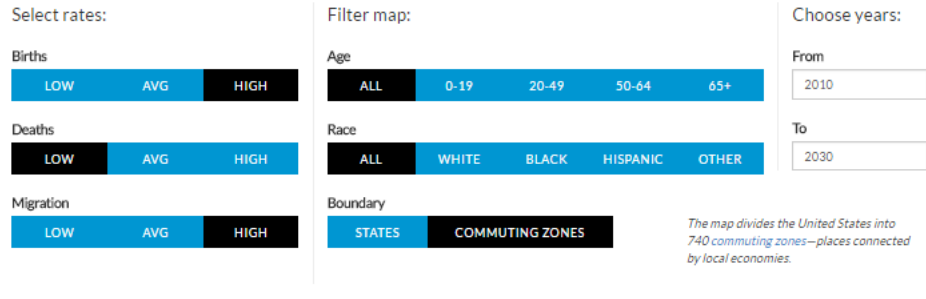 Select rates:
Births
LOW AVG HIGH
Deaths
LOW AVG HIGH
Migration
LOW AVG HIGH
Filter map:
Age
ALL 0-19 20-49 50-64 65+
Race
ALL WHITE BLACK HISPANIC OTHER
Boundary
STATES COMMUTING ZONES
Choose years:
From
2010
To
2030
The map divides the United States into
740 commuting zones—places connected
by local economies.